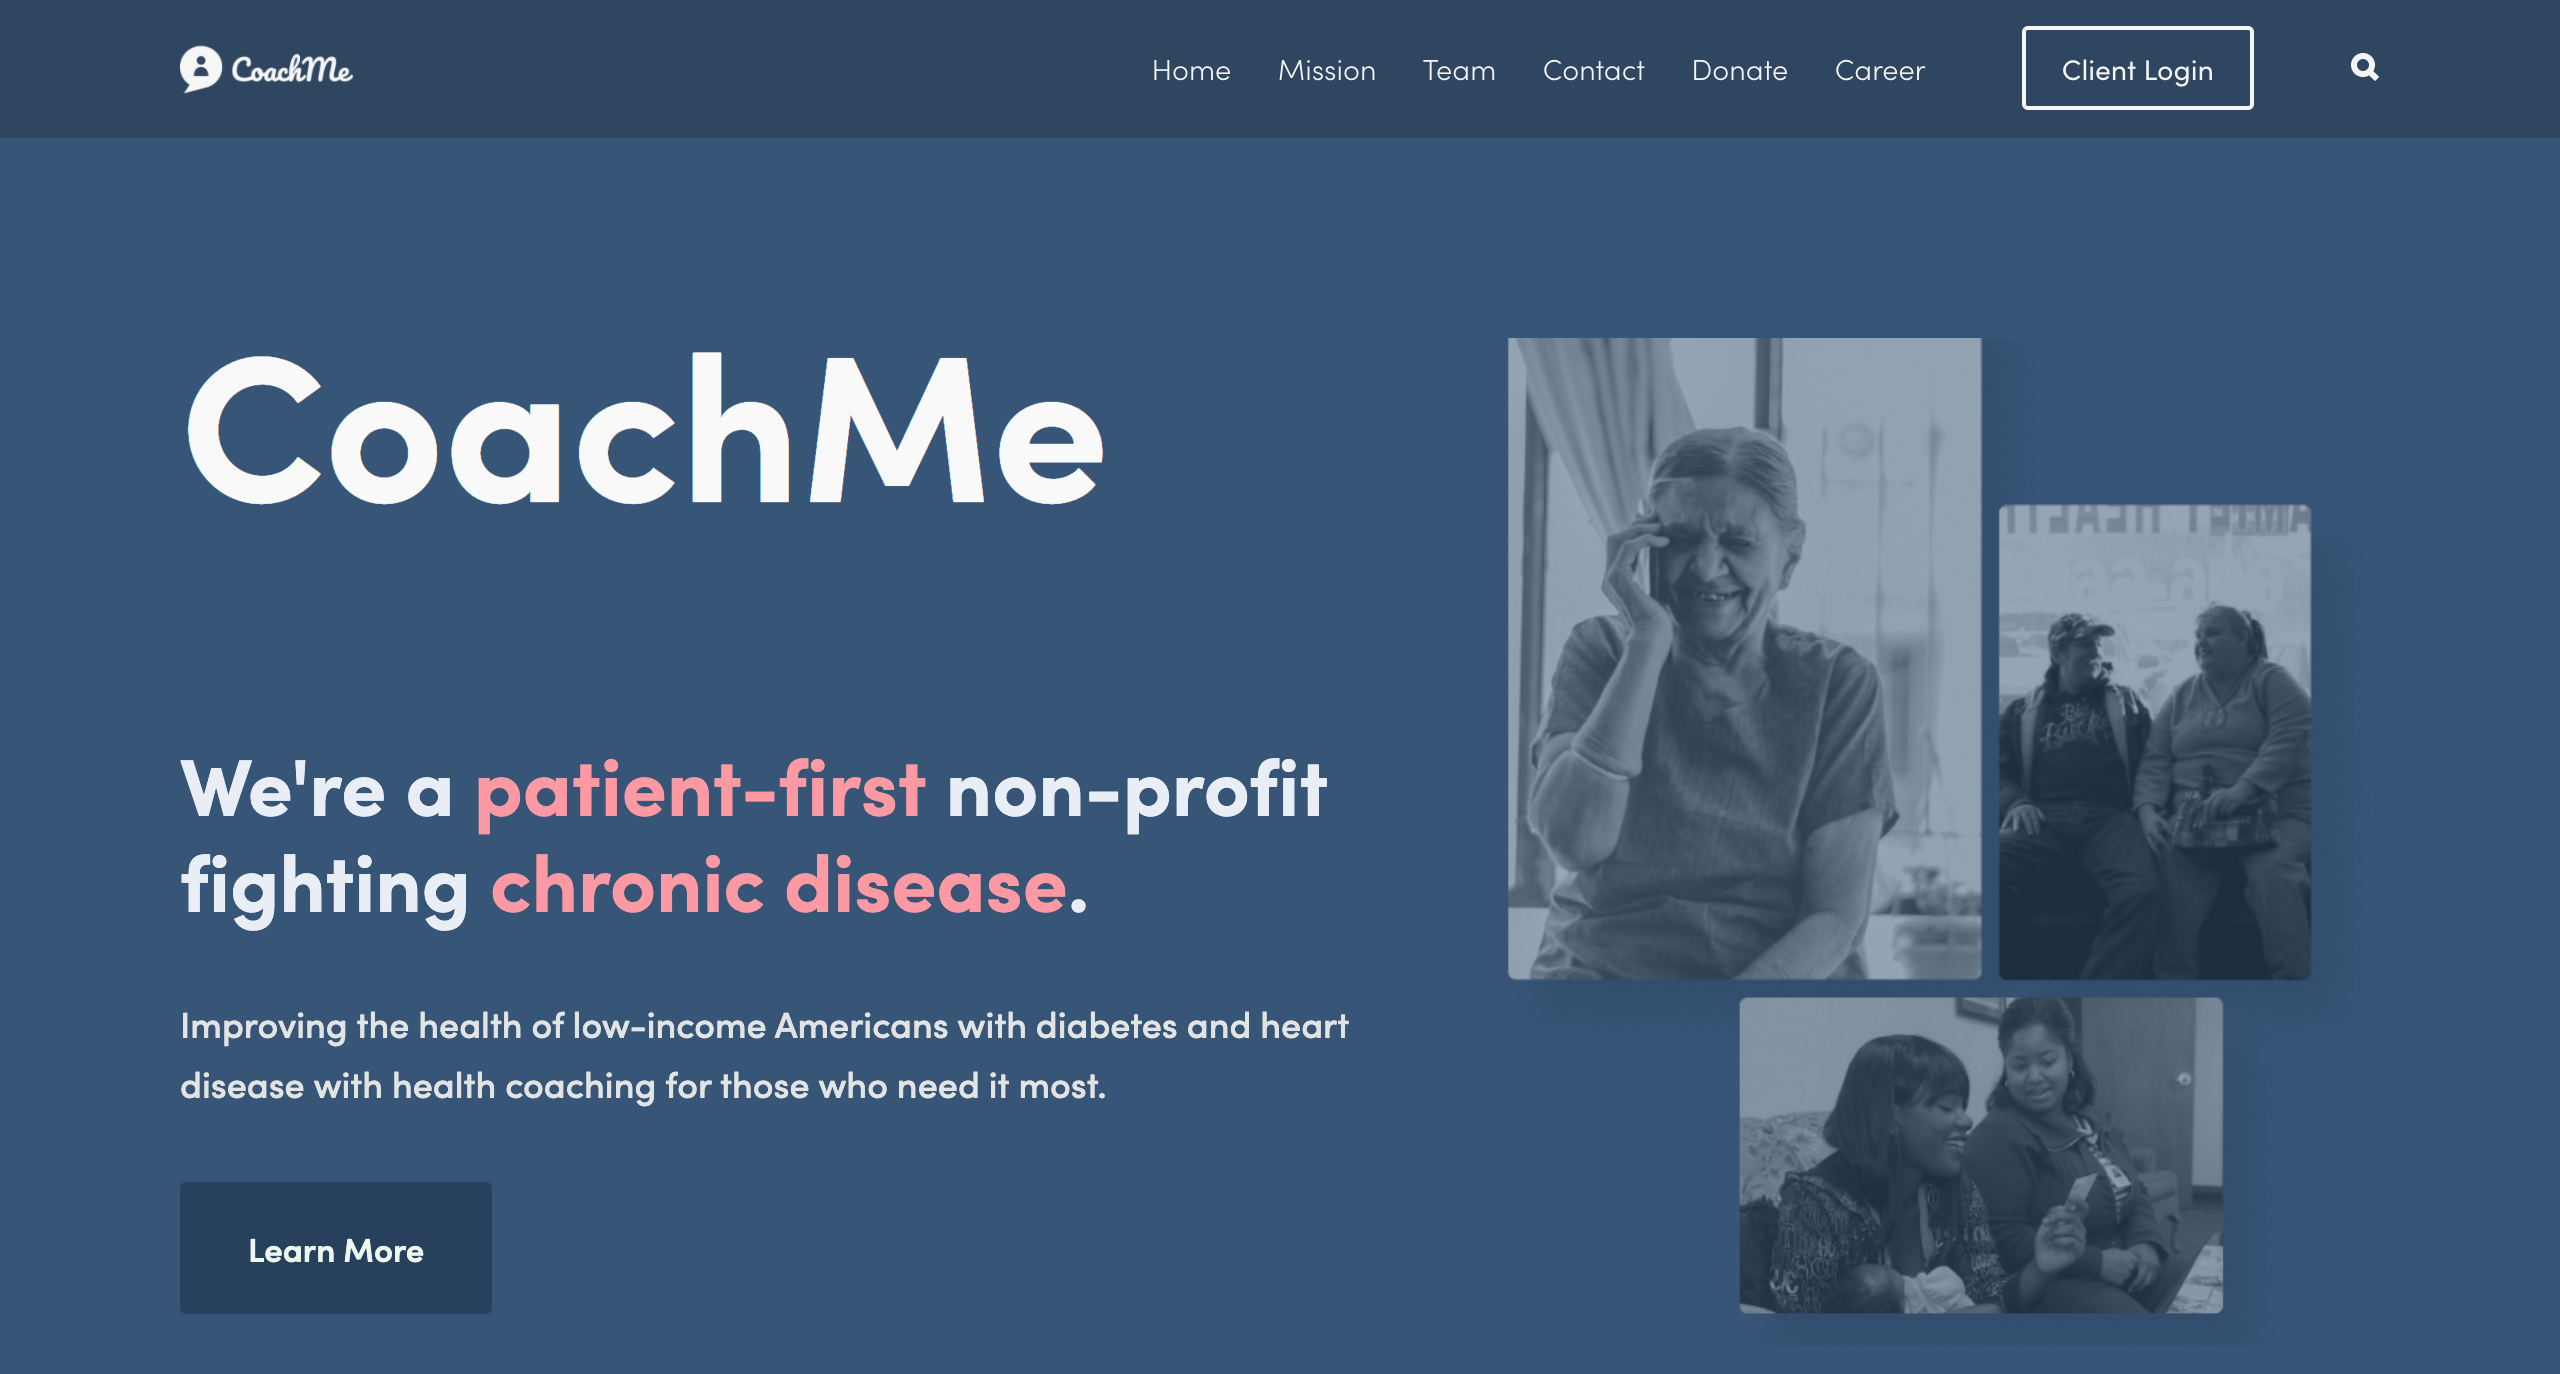 CoachMe
Home Mission Team Contact Donate Career Client Login
CoachMe
We're a patient-first non-profit
fighting chronic disease.
Improving the health of low-income Americans with diabetes and heart
disease with health coaching for those who need it most.
Learn More